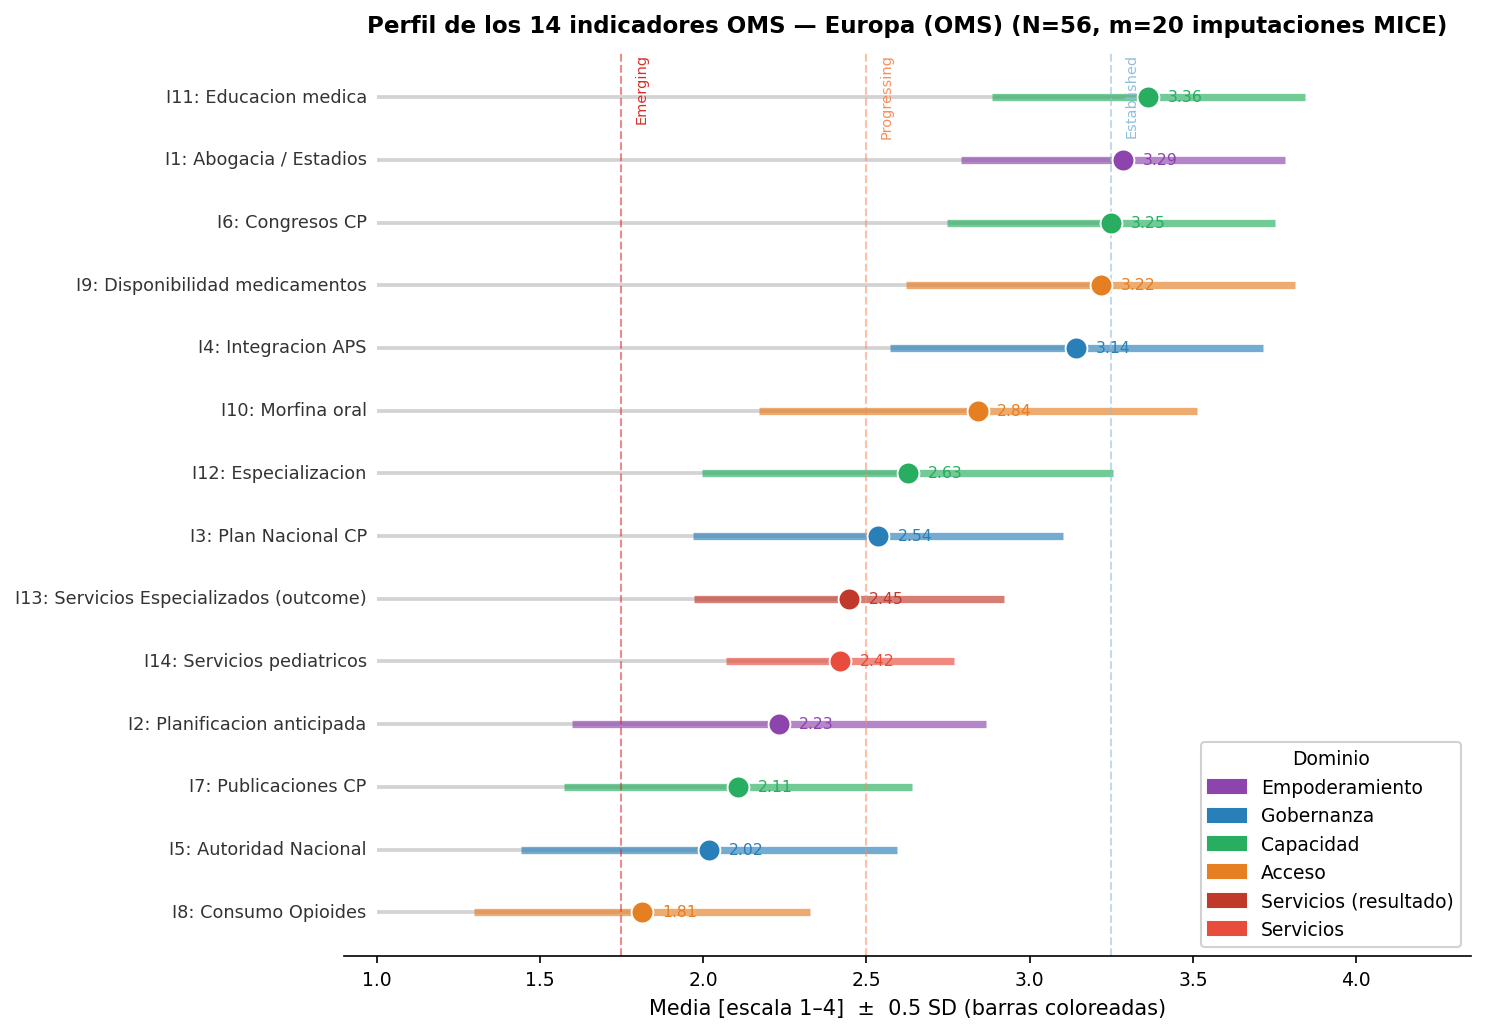 Perfil de los 14 indicadores OMS — Europa (OMS) (N=56, m=20 imputaciones MICE)
Emerging
Progressing
Established
I11: Educacion medica
3.36
I1: Abogacia / Estadios
3.29
I6: Congresos CP
3.25
I9: Disponibilidad medicamentos
3.22
I4: Integracion APS
3.14
I10: Morfina oral
2.84
I12: Especializacion
2.63
I3: Plan Nacional CP
2.54
I13: Servicios Especializados (outcome)
2.45
I14: Servicios pediatricos
2.42
I2: Planificacion anticipada
2.23
I7: Publicaciones CP
2.11
I5: Autoridad Nacional
2.02
I8: Consumo Opioides
1.81
Dominio
Empoderamiento
Gobernanza
Capacidad
Acceso
Servicios (resultado)
Servicios
1.0 1.5 2.0 2.5 3.0 3.5 4.0
Media [escala 1–4]  ±  0.5 SD (barras coloreadas)